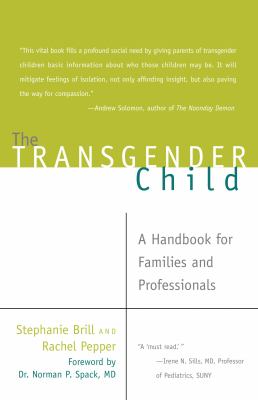 "This vital book fills a profound social need by giving parents of transgender
children basic information about who those children may be. It will
mitigate feelings of isolation, not only affording insight, but also paving
the way for compassion."
—Andrew Solomon, author of The Noonday Demon
The
TRANSGENDER
Child
A Handbook for
Families and
Professionals
Stephanie Brill AND
Rachel Pepper
Foreword by
Dr. Norman P. Spack, MD
"A 'must read.'"
—Irene N. Sills, MD, Professor
of Pediatrics, SUNY